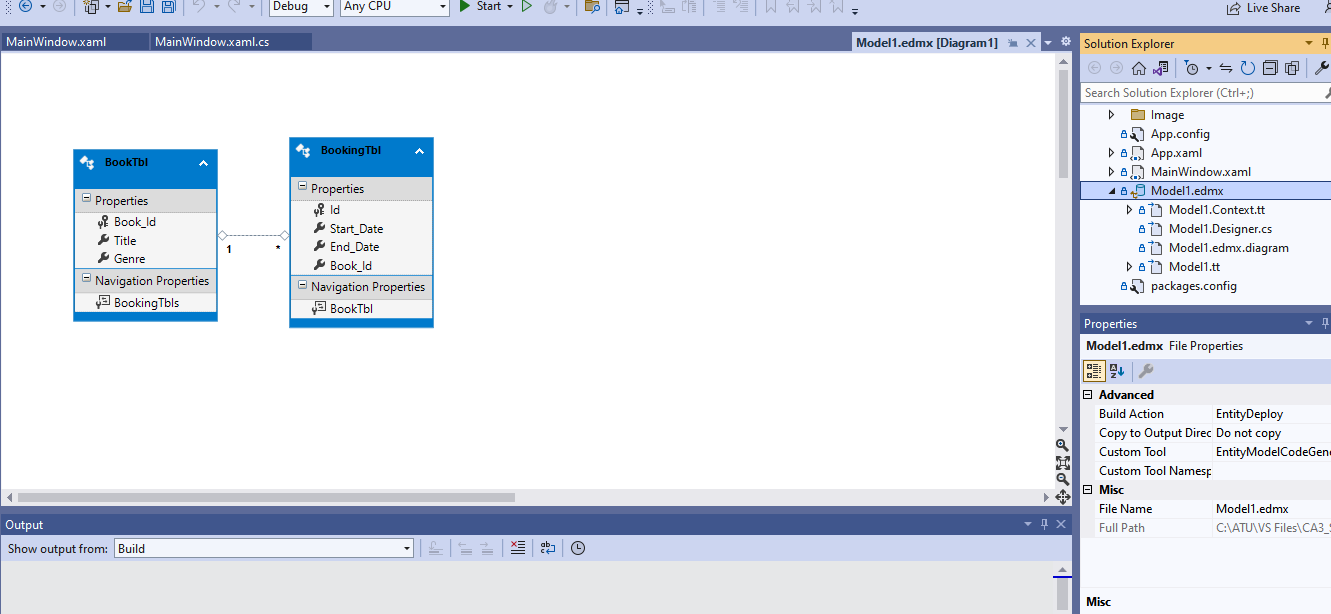 Debug
Any CPU
Start
Live Share
MainWindow.xaml
MainWindow.xaml.cs
Model1.edmx [Diagram1]
BookTbl
Properties
Book_Id
Title
Genre
Navigation Properties
BookingTbls
1
*
BookingTbl
Properties
Id
Start_Date
End_Date
Book_Id
Navigation Properties
BookTbl
Solution Explorer
Search Solution Explorer (Ctrl+;)
Image
App.config
App.xaml
MainWindow.xaml
Model1.edmx
Model1.Context.tt
Model1.Designer.cs
Model1.edmx.diagram
Model1.tt
packages.config
Properties
Model1.edmx File Properties
Advanced
Build Action EntityDeploy
Copy to Output Direc Do not copy
Custom Tool EntityModelCodeGene
Custom Tool Namesp
Misc
File Name Model1.edmx
Full Path C:\ATU\VS Files\CA3_S
Misc
Output
Show output from: Build